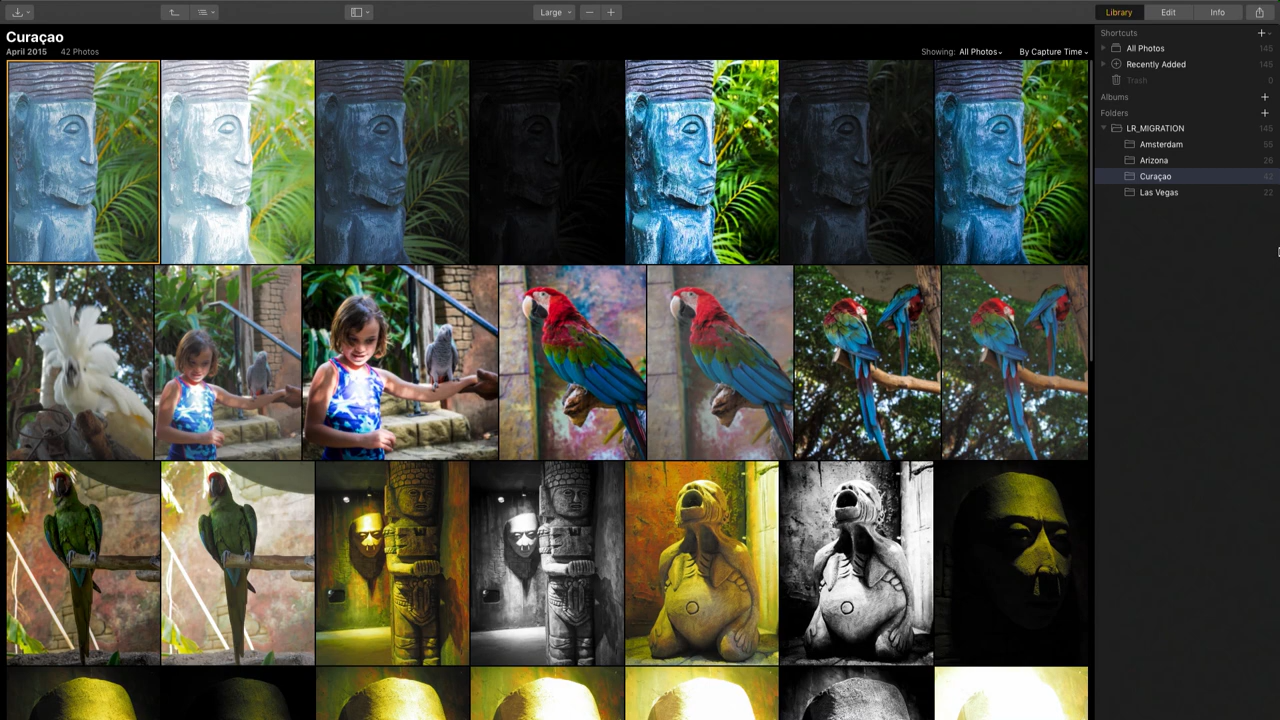 Large
Library Edit Info
Curaçao
April 2015 42 Photos
Showing: All Photos By Capture Time
Shortcuts
All Photos 145
Recently Added 145
Trash 0
Albums
Folders
LR_MIGRATION 145
Amsterdam 55
Arizona 26
Curaçao 42
Las Vegas 22